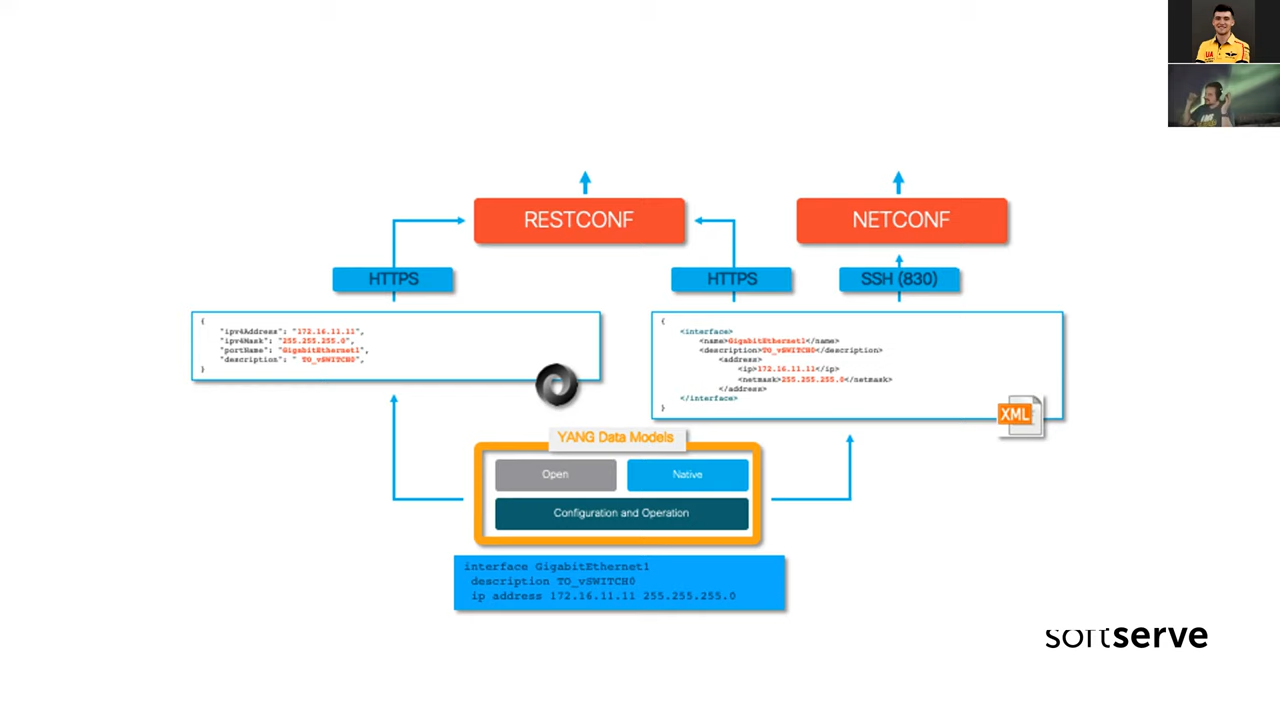 RESTCONF
NETCONF
HTTPS
HTTPS
SSH (830)
{
"ipv4Address": "172.16.11.11",
"ipv4Mask": "255.255.255.0",
"portName": "GigabitEthernet1",
"description": " TO_vSWITCH0",
}
{
<interface>
<name>GigabitEthernet1</name>
<description>TO_vSWITCH0</description>
<address>
<ip>172.16.11.11</ip>
<netmask>255.255.255.0</netmask>
</address>
</interface>
}
XML
YANG Data Models
Open
Native
Configuration and Operation
interface GigabitEthernet1
description TO_vSWITCH0
ip address 172.16.11.11 255.255.255.0
softserve
UA